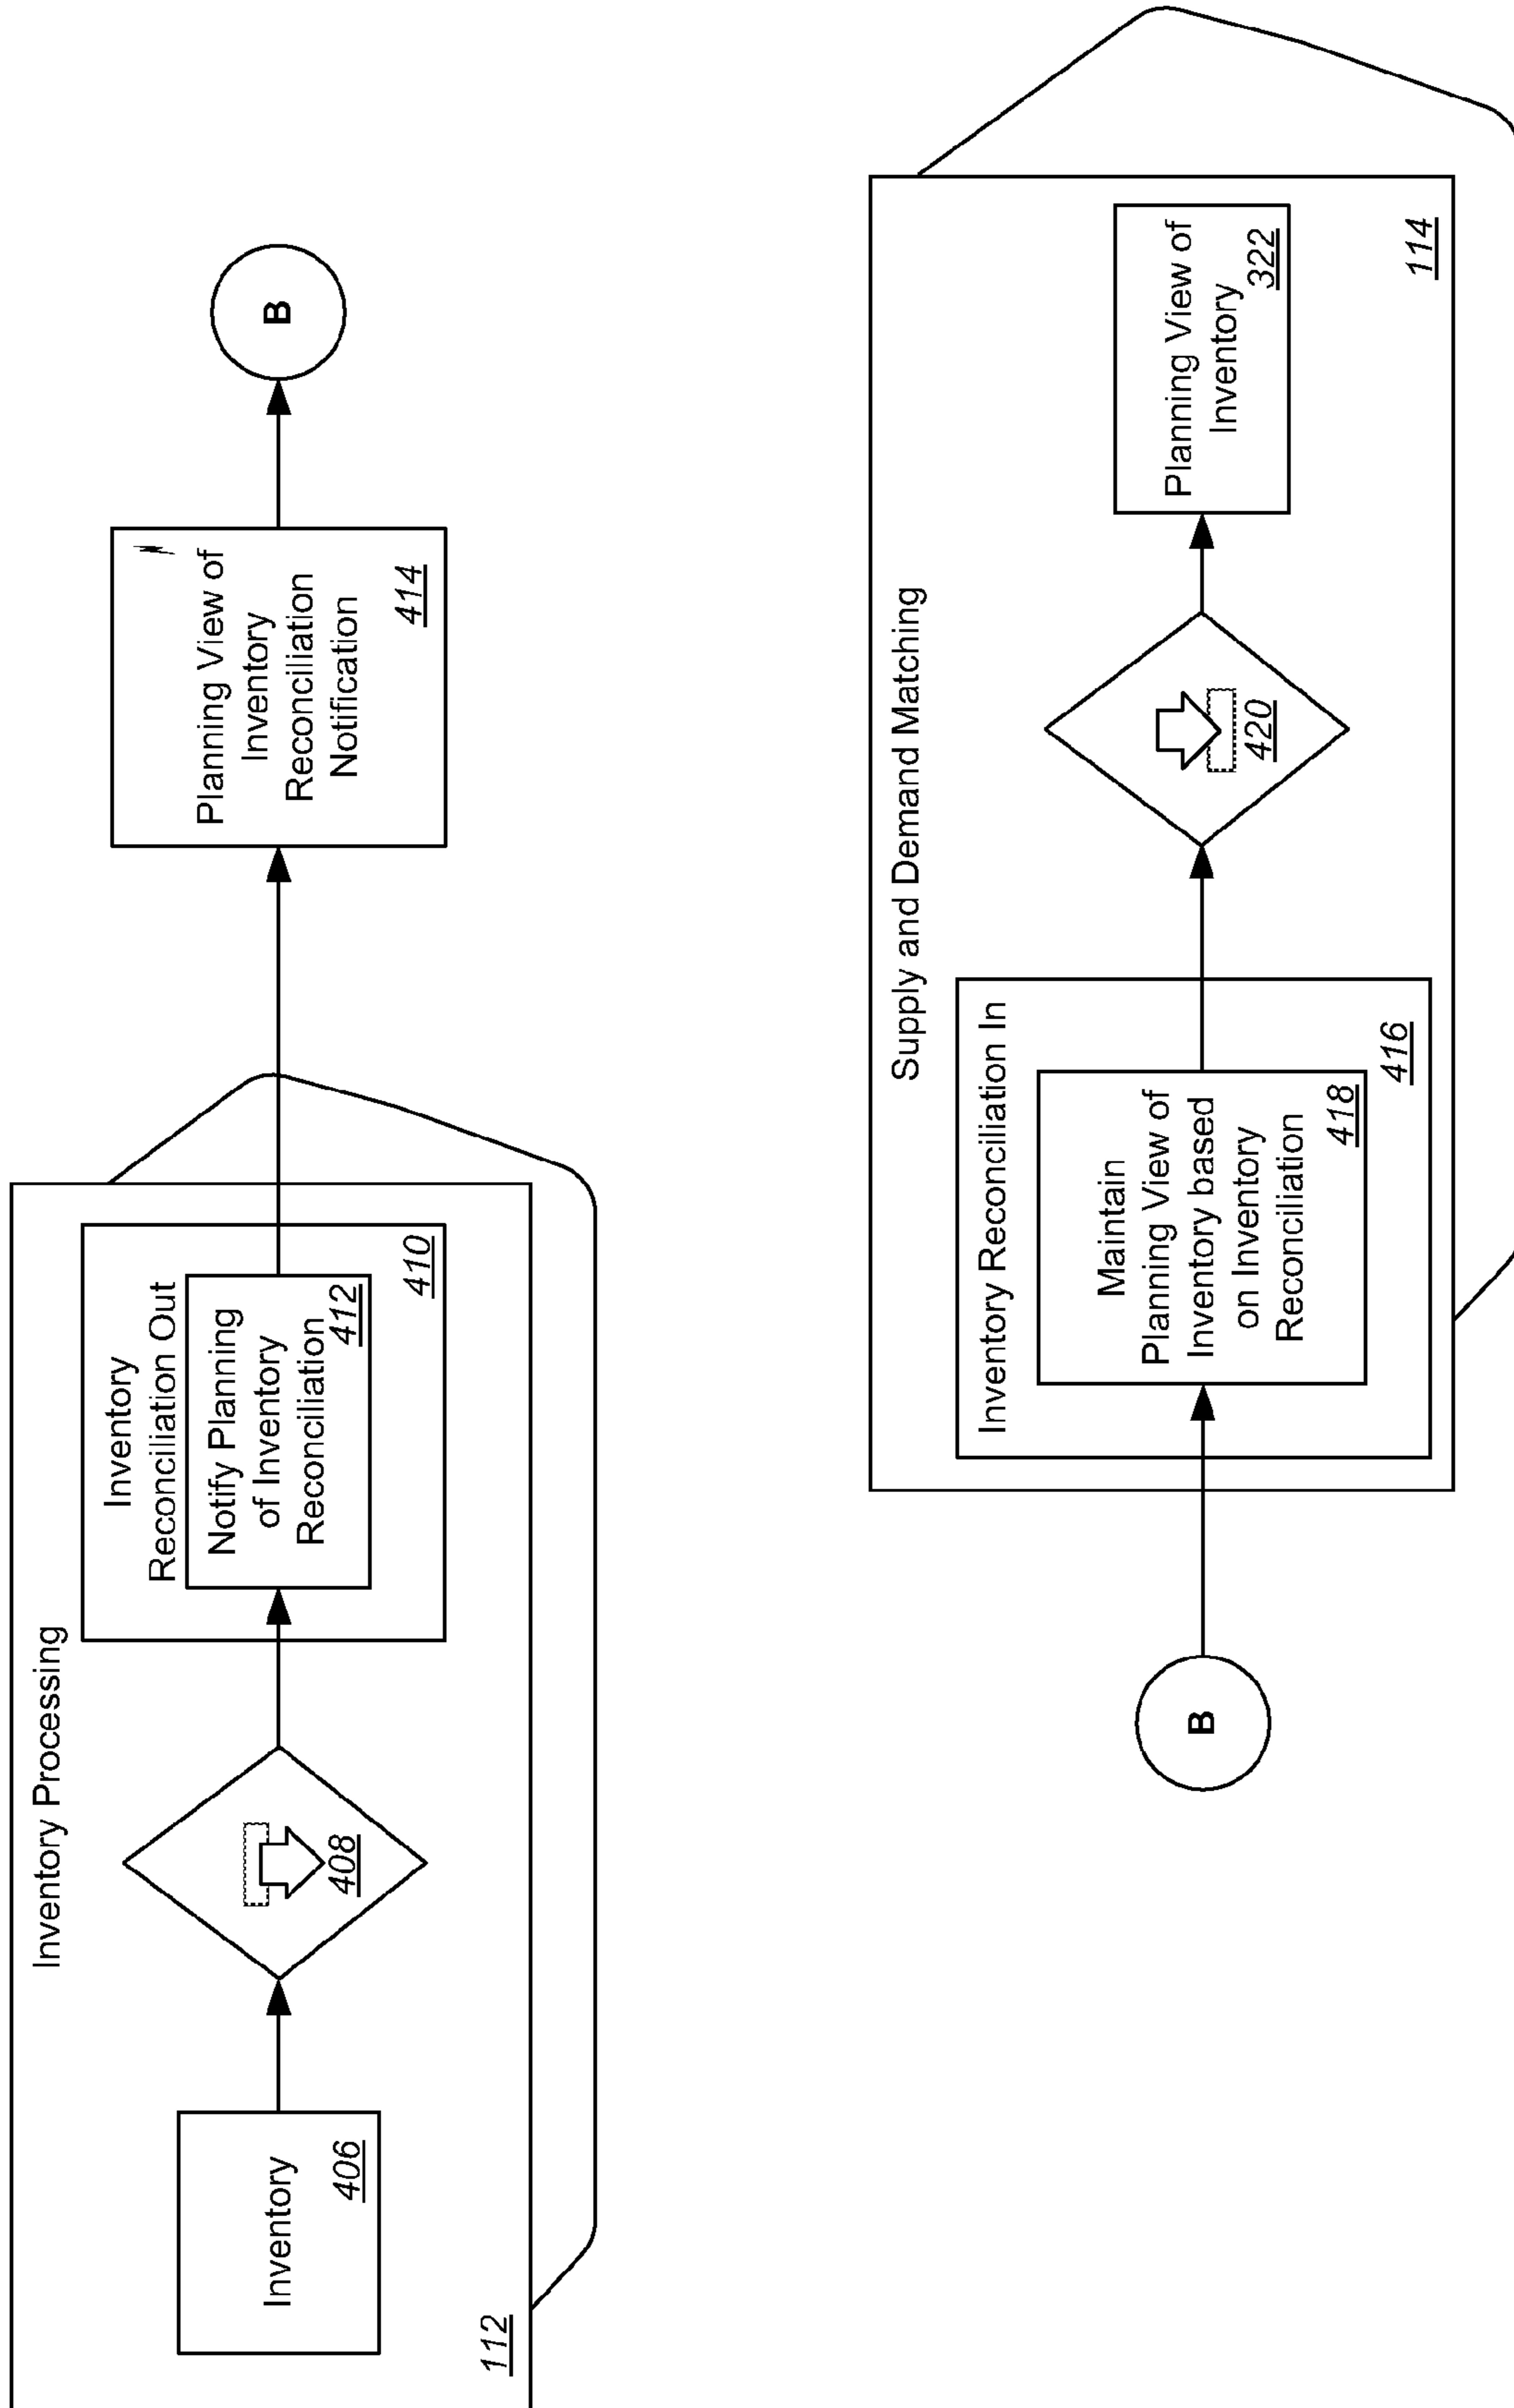 Inventory Processing
Inventory
406
408
Inventory
Reconciliation Out
Notify Planning
of Inventory
Reconciliation
412
410
112
Planning View of
Inventory
Reconciliation
Notification
414
B
B
Supply and Demand Matching
Inventory Reconciliation In
Maintain
Planning View of
Inventory based
on Inventory
Reconciliation
418
416
420
Planning View of
Inventory
322
114